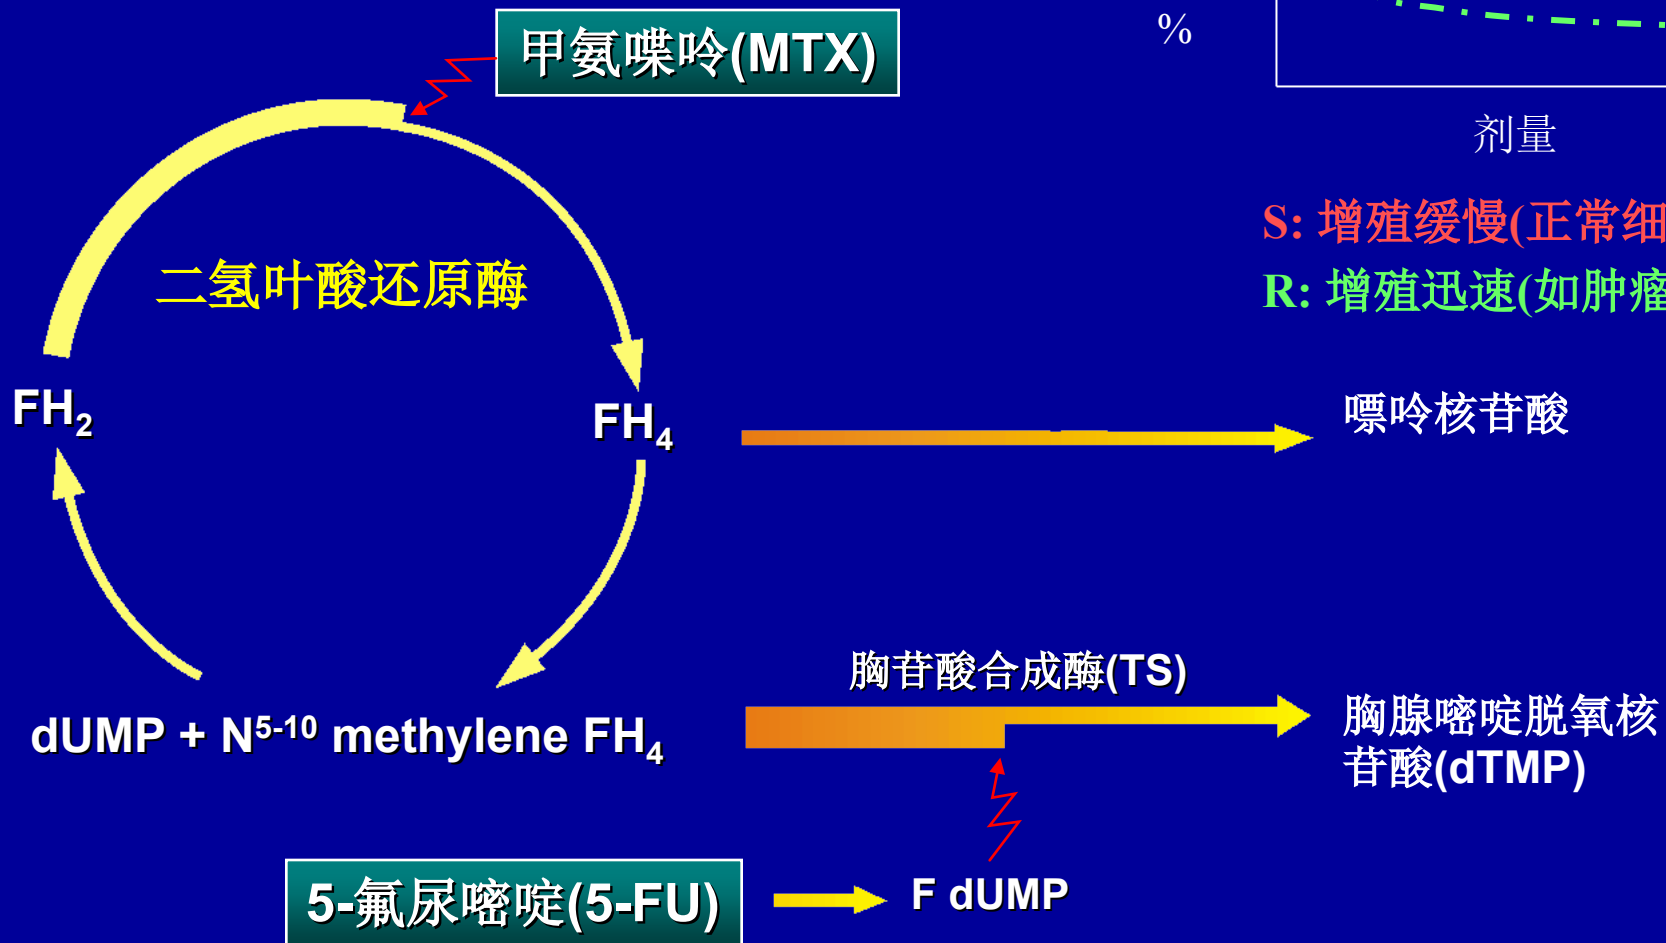 甲氨喋呤(MTX)
%
剂量
S: 增殖缓慢(正常细
R: 增殖迅速(如肿瘤
二氢叶酸还原酶
FH₂
FH₄
嘌呤核苷酸
胸苷酸合成酶(TS)
dUMP + N⁵⁻¹⁰ methylene FH₄
胸腺嘧啶脱氧核
苷酸(dTMP)
5-氟尿嘧啶(5-FU)
F dUMP